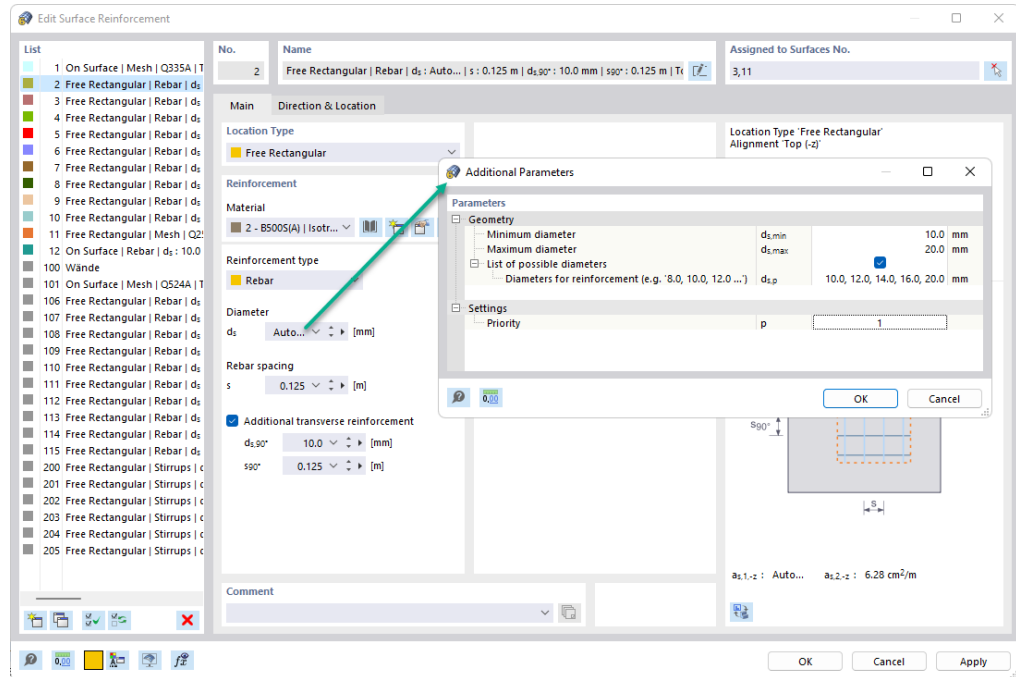 Edit Surface Reinforcement
List
1 On Surface | Mesh | Q335A | T
2 Free Rectangular | Rebar | ds
3 Free Rectangular | Rebar | ds
4 Free Rectangular | Rebar | ds
5 Free Rectangular | Rebar | ds
6 Free Rectangular | Rebar | ds
7 Free Rectangular | Rebar | ds
8 Free Rectangular | Rebar | ds
9 Free Rectangular | Rebar | ds
10 Free Rectangular | Rebar | ds
11 Free Rectangular | Mesh | Q2
12 On Surface | Rebar | ds : 10.0
100 Wände
101 On Surface | Mesh | Q524A | T
106 Free Rectangular | Rebar | ds
107 Free Rectangular | Rebar | ds
108 Free Rectangular | Rebar | ds
109 Free Rectangular | Rebar | ds
110 Free Rectangular | Rebar | ds
111 Free Rectangular | Rebar | ds
112 Free Rectangular | Rebar | ds
113 Free Rectangular | Rebar | ds
114 Free Rectangular | Rebar | ds
115 Free Rectangular | Rebar | ds
200 Free Rectangular | Stirrups | d
201 Free Rectangular | Stirrups | d
202 Free Rectangular | Stirrups | d
203 Free Rectangular | Stirrups | d
204 Free Rectangular | Stirrups | d
205 Free Rectangular | Stirrups | d
No.
2
Name
Free Rectangular | Rebar | ds : Auto... | s : 0.125 m | ds,90° : 10.0 mm | s90° : 0.125 m | To
Assigned to Surfaces No.
3,11
Main
Direction & Location
Location Type
Free Rectangular
Reinforcement
Material
2 - B500S(A) | Isotr...
Reinforcement type
Rebar
Diameter
ds Auto... [mm]
Rebar spacing
s 0.125 [m]
Additional transverse reinforcement
ds,90° 10.0 [mm]
s90° 0.125 [m]
Comment
Location Type 'Free Rectangular'
Alignment 'Top (-z)'
Additional Parameters
Parameters
Geometry
Minimum diameter ds,min 10.0 mm
Maximum diameter ds,max 20.0 mm
List of possible diameters
Diameters for reinforcement (e.g. '8.0, 10.0, 12.0 ...') ds,p 10.0, 12.0, 14.0, 16.0, 20.0 mm
Settings
Priority p 1
0,00
OK
Cancel
s90°
s
as,1,-z : Auto... as,2,-z : 6.28 cm²/m
0,00
OK
Cancel
Apply